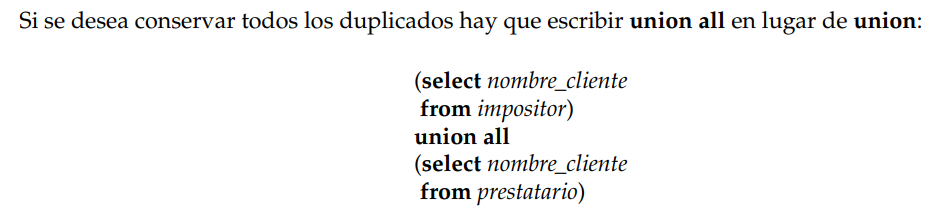 Si se desea conservar todos los duplicados hay que escribir union all en lugar de union:
(select nombre_cliente
from impositor)
union all
(select nombre_cliente
from prestatario)